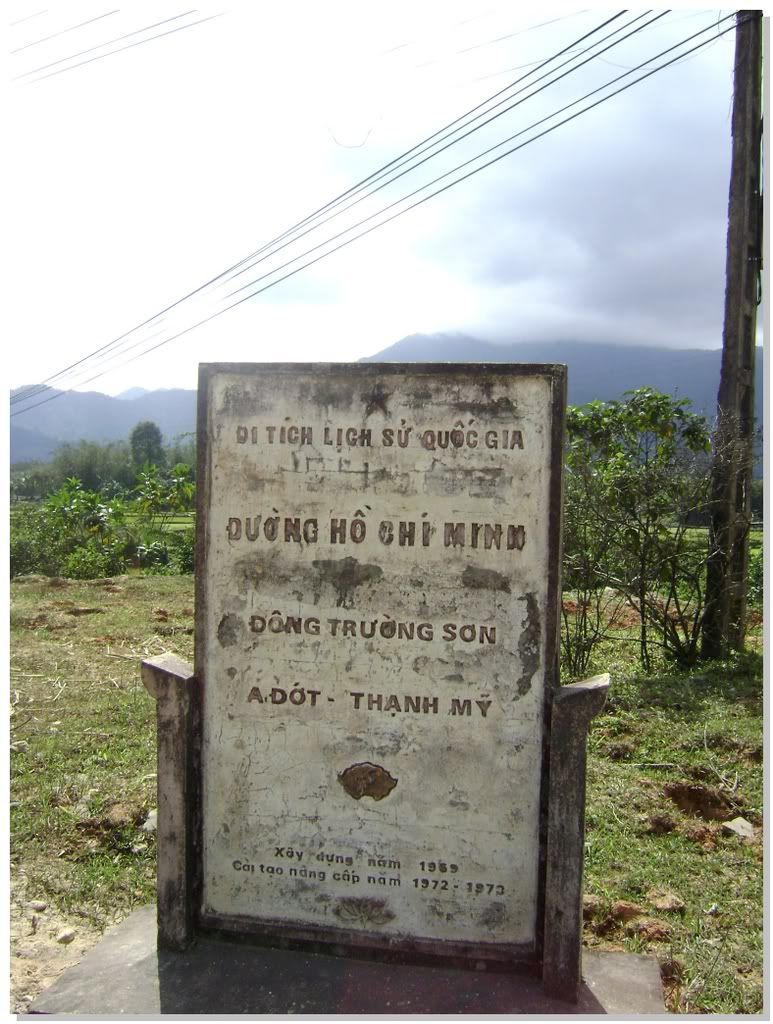 DI TÍCH LỊCH SỬ QUỐC GIA
ĐƯỜNG HỒ CHÍ MINH
ĐÔNG TRƯỜNG SƠN
A.ĐỚT - THẠNH MỸ
Xây dựng năm 1969
Cải tạo nâng cấp năm 1972 - 1973